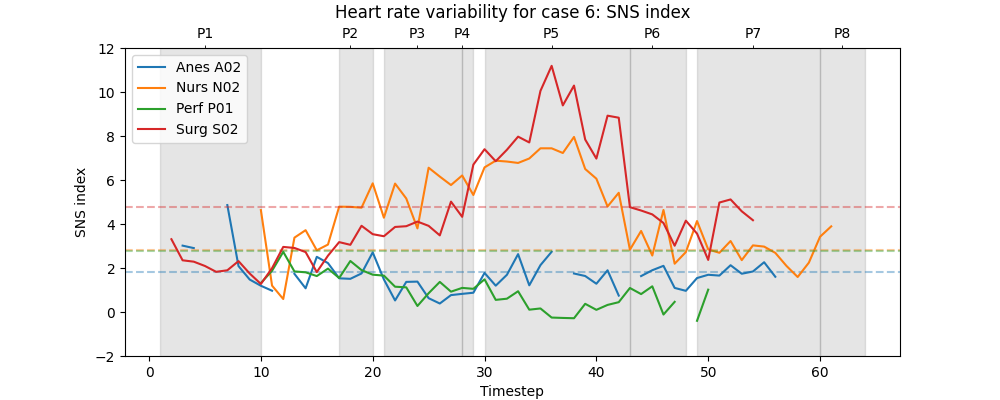 Heart rate variability for case 6: SNS index
P1 P2 P3 P4 P5 P6 P7 P8
Anes A02
Nurs N02
Perf P01
Surg S02
SNS index
12
10
8
6
4
2
0
−2
0 10 20 30 40 50 60
Timestep